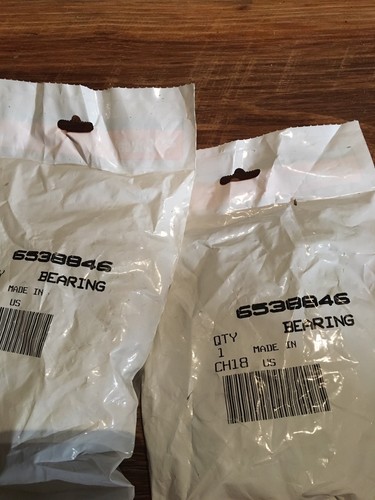 6538846
Y BEARING
MADE IN
US
6538846
QTY BEARING
1 MADE IN
CH18 US